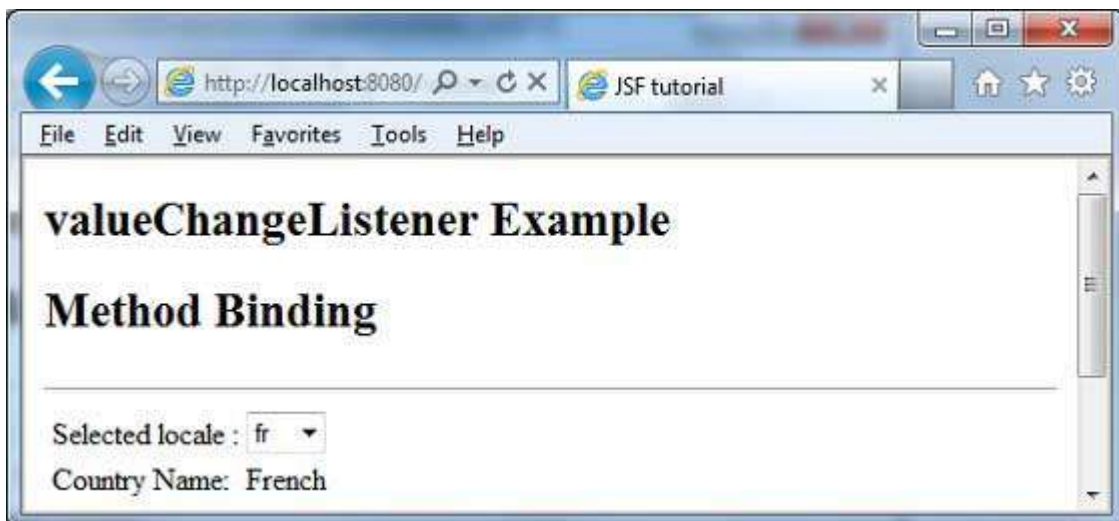 http://localhost:8080/
JSF tutorial
File Edit View Favorites Tools Help
valueChangeListener Example
Method Binding
Selected locale : fr
Country Name: French